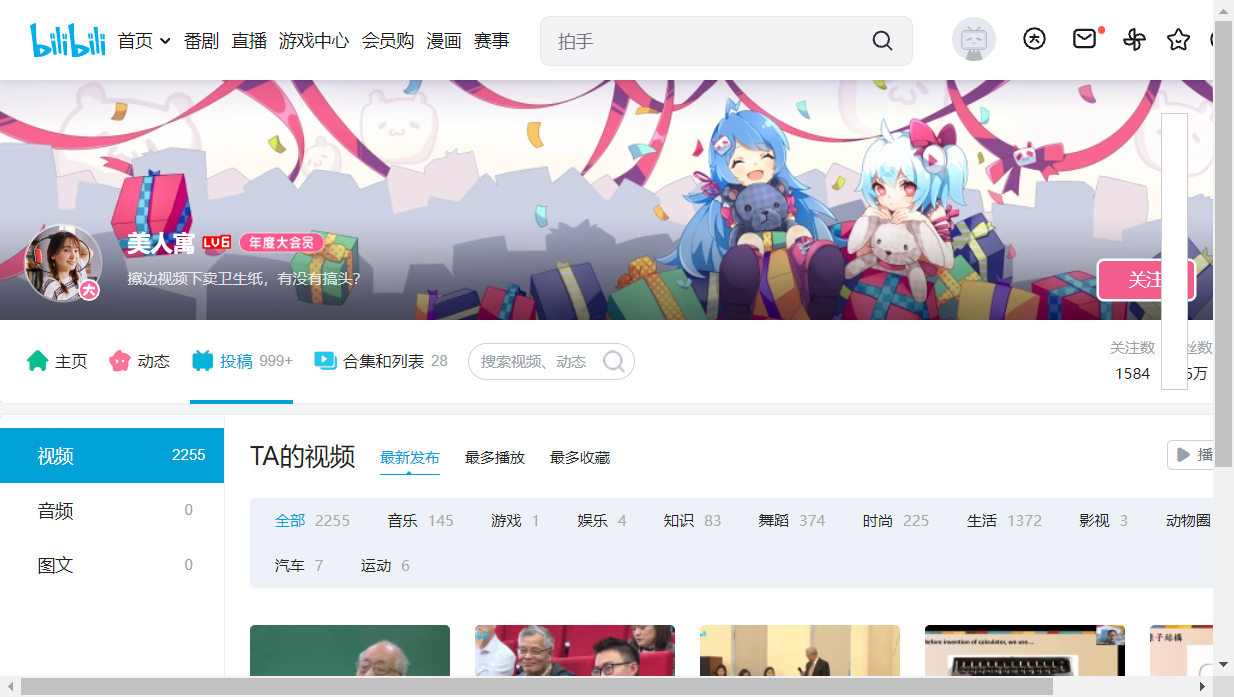 bilibili 首页 番剧 直播 游戏中心 会员购 漫画 赛事 拍手 大
美人寓 LV6 年度大会员
擦边视频下卖卫生纸，有没有搞头？
大
关注
主页 动态 投稿 999+ 合集和列表 28 搜索视频、动态
关注数 丝数
1584 万
视频 2255
音频 0
图文 0
TA的视频 最新发布 最多播放 最多收藏 播
全部 2255 音乐 145 游戏 1 娱乐 4 知识 83 舞蹈 374 时尚 225 生活 1372 影视 3 动物圈
汽车 7 运动 6
Before invention of calculator, we use...
子結構